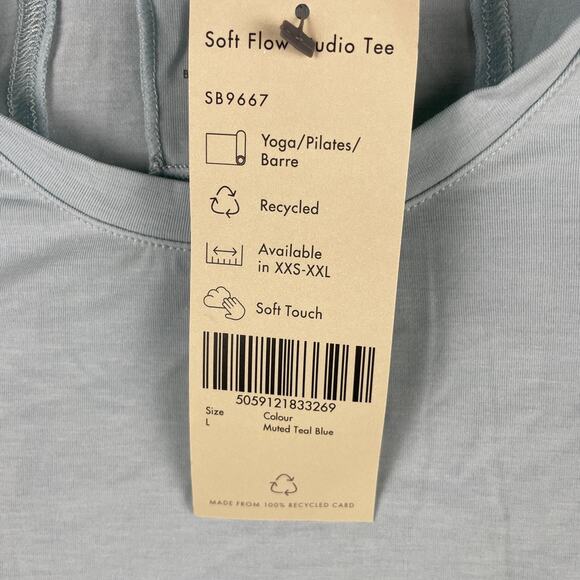 Soft Flow udio Tee
SB9667
Yoga/Pilates/
Barre
Recycled
Available
in XXS-XXL
Soft Touch
5059121833269
Size
L
Colour
Muted Teal Blue
MADE FROM 100% RECYCLED CARD